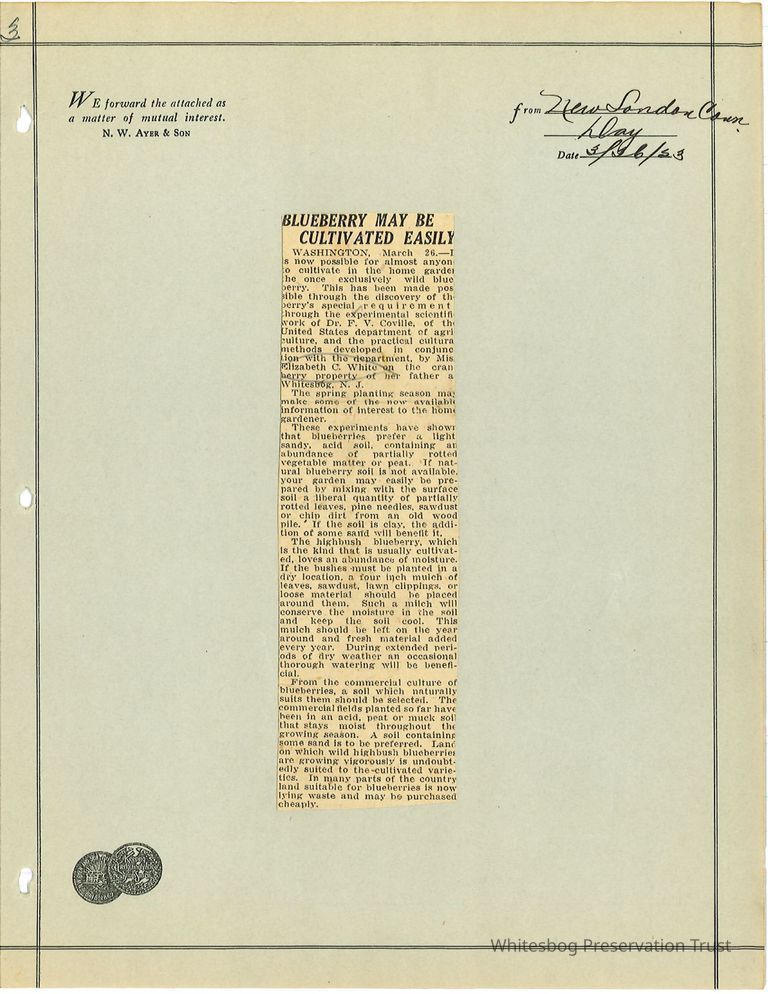 3
WE forward the attached as
a matter of mutual interest.
N. W. AYER & SON
from New London Conn.
Day
Date 3/26/33
BLUEBERRY MAY BE
CULTIVATED EASILY
WASHINGTON, March 26.—I
s now possible for almost anyon
o cultivate in the home garde
he once exclusively wild blue
berry. This has been made pos
sible through the discovery of th
berry's special requirement
through the experimental scientifi
work of Dr. F. V. Coville, of th
United States department of agri
culture, and the practical cultura
methods developed in conjunc
tion with the department, by Mis
Elizabeth C. White on the cran
berry property of her father a
Whitesbog, N. J.
The spring planting season may
make some of the now available
information of interest to the home
gardener.
These experiments have shown
that blueberries prefer a light
sandy, acid soil, containing an
abundance of partially rotted
vegetable matter or peat. If nat-
ural blueberry soil is not available,
your garden may easily be pre-
pared by mixing with the surface
soil a liberal quantity of partially
rotted leaves, pine needles, sawdust
or chip dirt from an old wood
pile. If the soil is clay, the addi-
tion of some sand will benefit it.
The highbush blueberry, which
is the kind that is usually cultivat-
ed, loves an abundance of moisture.
If the bushes must be planted in a
dry location, a four inch mulch of
leaves, sawdust, lawn clippings, or
loose material should be placed
around them. Such a milch will
conserve the moisture in the soil
and keep the soil cool. This
mulch should be left on the year
around and fresh material added
every year. During extended peri-
ods of dry weather an occasional
thorough watering will be benefi-
cial.
From the commercial culture of
blueberries, a soil which naturally
suits them should be selected. The
commercial fields planted so far have
been in an acid, peat or muck soil
that stays moist throughout the
growing season. A soil containing
some sand is to be preferred. Land
on which wild highbush blueberries
are growing vigorously is undoubt-
edly suited to the cultivated varie-
ties. In many parts of the country
land suitable for blueberries is now
lying waste and may be purchased
cheaply.
Whitesbog Preservation Trust